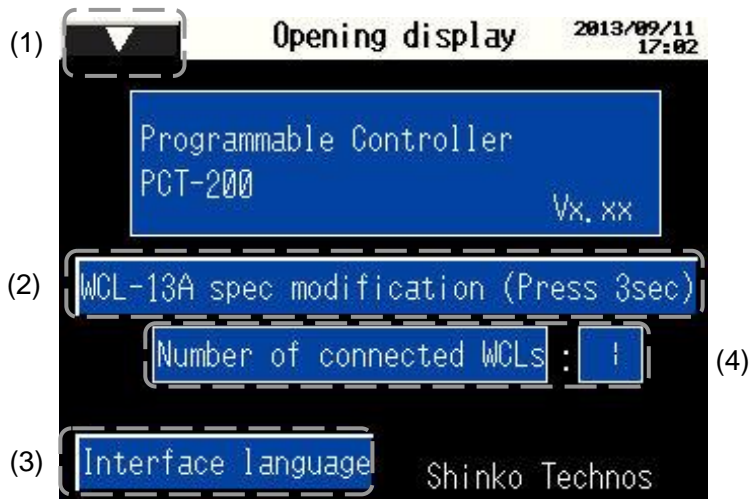 (1)
▼ Opening display 2013/09/11
17:02
Programmable Controller
PCT-200
Vx.xx
(2) WCL-13A spec modification (Press 3sec)
Number of connected WCLs : 1 (4)
(3) Interface language
Shinko Technos